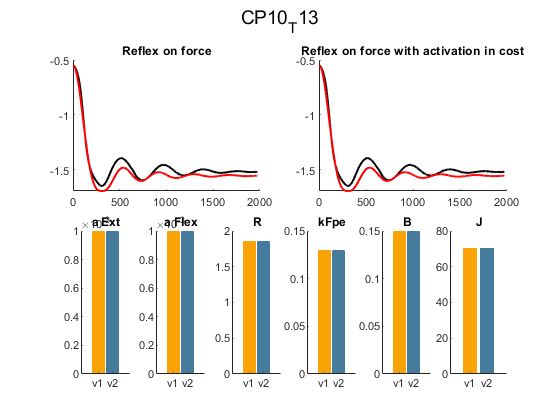 CP10_T13
Reflex on force
Reflex on force with activation in cost
-0.5
-1
-1.5
0 500 1000 1500 2000
-0.5
-1
-1.5
0 500 1000 1500 2000
a Ext
1
0.8
0.6
0.4
0.2
0
v1 v2
a Flex
1
0.8
0.6
0.4
0.2
0
v1 v2
R
2
1.5
1
0.5
0
v1 v2
kFpe
0.15
0.1
0.05
0
v1 v2
B
0.15
0.1
0.05
0
v1 v2
J
80
60
40
20
0
v1 v2